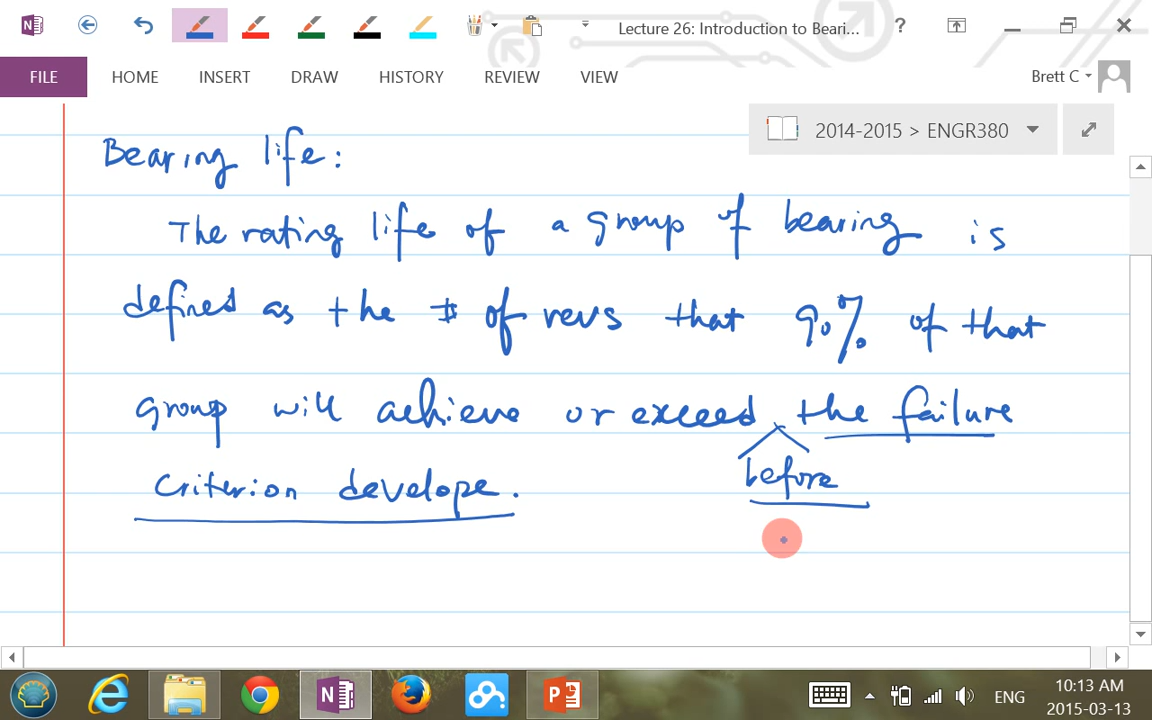 Lecture 26: Introduction to Beari...
?
FILE
HOME
INSERT
DRAW
HISTORY
REVIEW
VIEW
Brett C
2014-2015 > ENGR380
Bearing life:
The rating life of a group of bearing is
defined as the # of revs that 90% of that
group will achieve or exceed the failure
before
criterion develope.
ENG
10:13 AM
2015-03-13